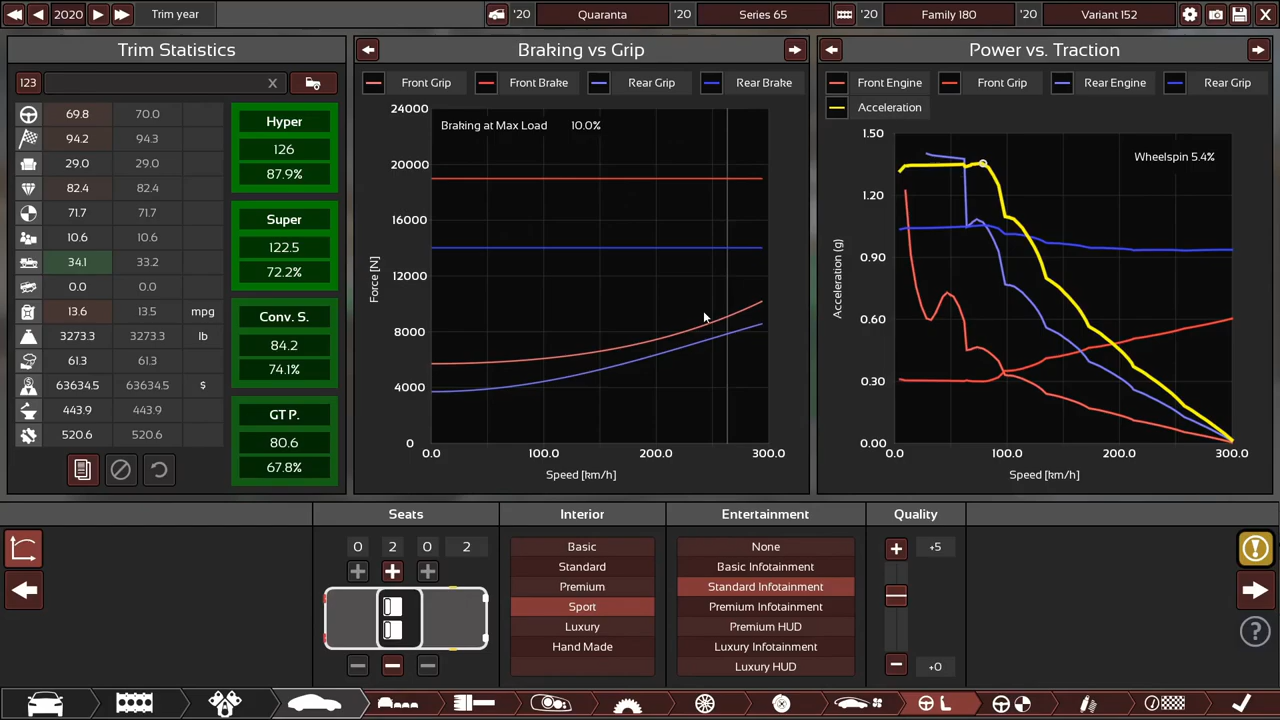 2020 Trim year '20 Quaranta '20 Series 65 '20 Family 180 '20 Variant 152
Trim Statistics
123 X
69.8 70.0
94.2 94.3
29.0 29.0
82.4 82.4
71.7 71.7
10.6 10.6
34.1 33.2
0.0 0.0
13.6 13.5 mpg
3273.3 3273.3 lb
61.3 61.3
63634.5 63634.5 $
443.9 443.9
520.6 520.6
Hyper
126
87.9%
Super
122.5
72.2%
Conv. S.
84.2
74.1%
GT P.
80.6
67.8%
Braking vs Grip
Front Grip Front Brake Rear Grip Rear Brake
Braking at Max Load 10.0%
Force [N]
24000
20000
16000
12000
8000
4000
0
0.0 100.0 200.0 300.0
Speed [km/h]
Power vs. Traction
Front Engine Front Grip Rear Engine Rear Grip
Acceleration
Wheelspin 5.4%
Acceleration (g)
1.50
1.20
0.90
0.60
0.30
0.00
0.0 100.0 200.0 300.0
Speed [km/h]
Seats
0 2 0 2
Interior
Basic
Standard
Premium
Sport
Luxury
Hand Made
Entertainment
None
Basic Infotainment
Standard Infotainment
Premium Infotainment
Premium HUD
Luxury Infotainment
Luxury HUD
Quality
+5
+0